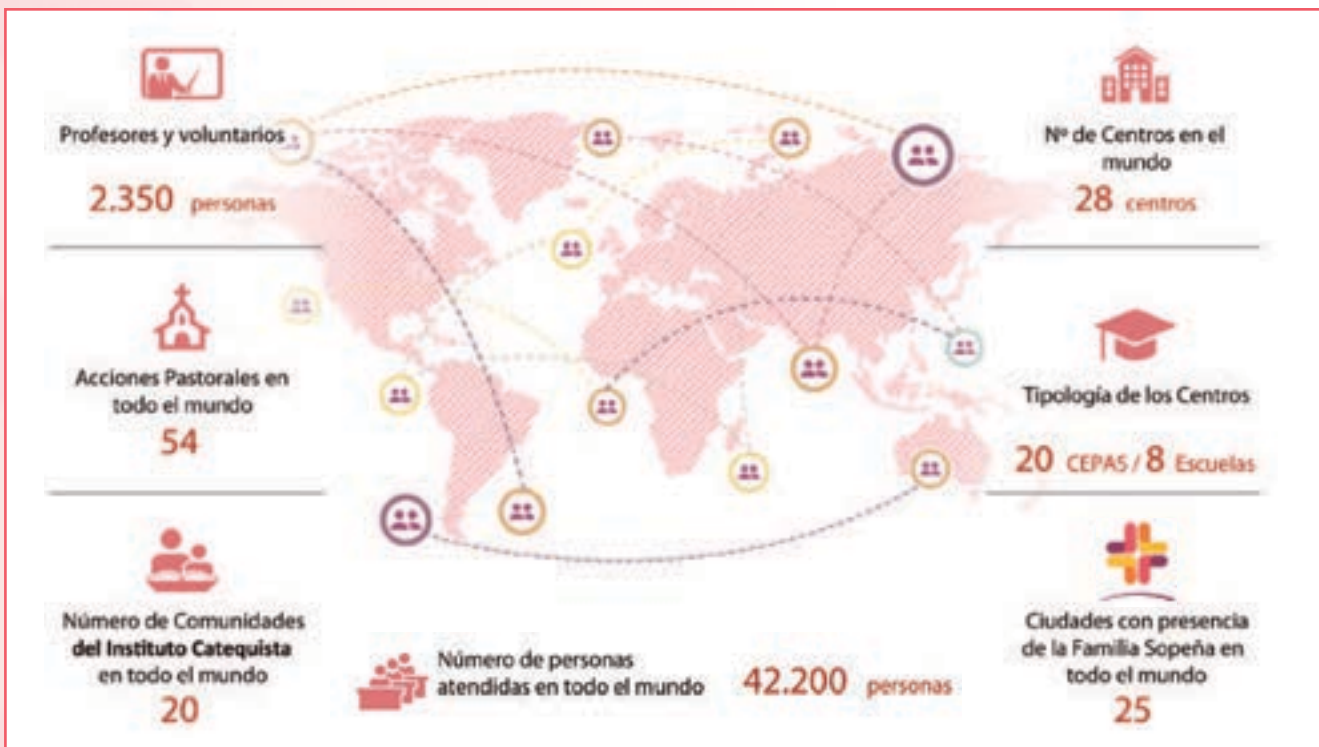 Profesores y voluntarios
2.350 personas
Acciones Pastorales en
todo el mundo
54
Número de Comunidades
del Instituto Catequista
en todo el mundo
20
Número de personas
atendidas en todo el mundo
42.200 personas
Nº de Centros en el
mundo
28 centros
Tipología de los Centros
20 CEPAS / 8 Escuelas
Ciudades con presencia
de la Familia Sopeña en
todo el mundo
25